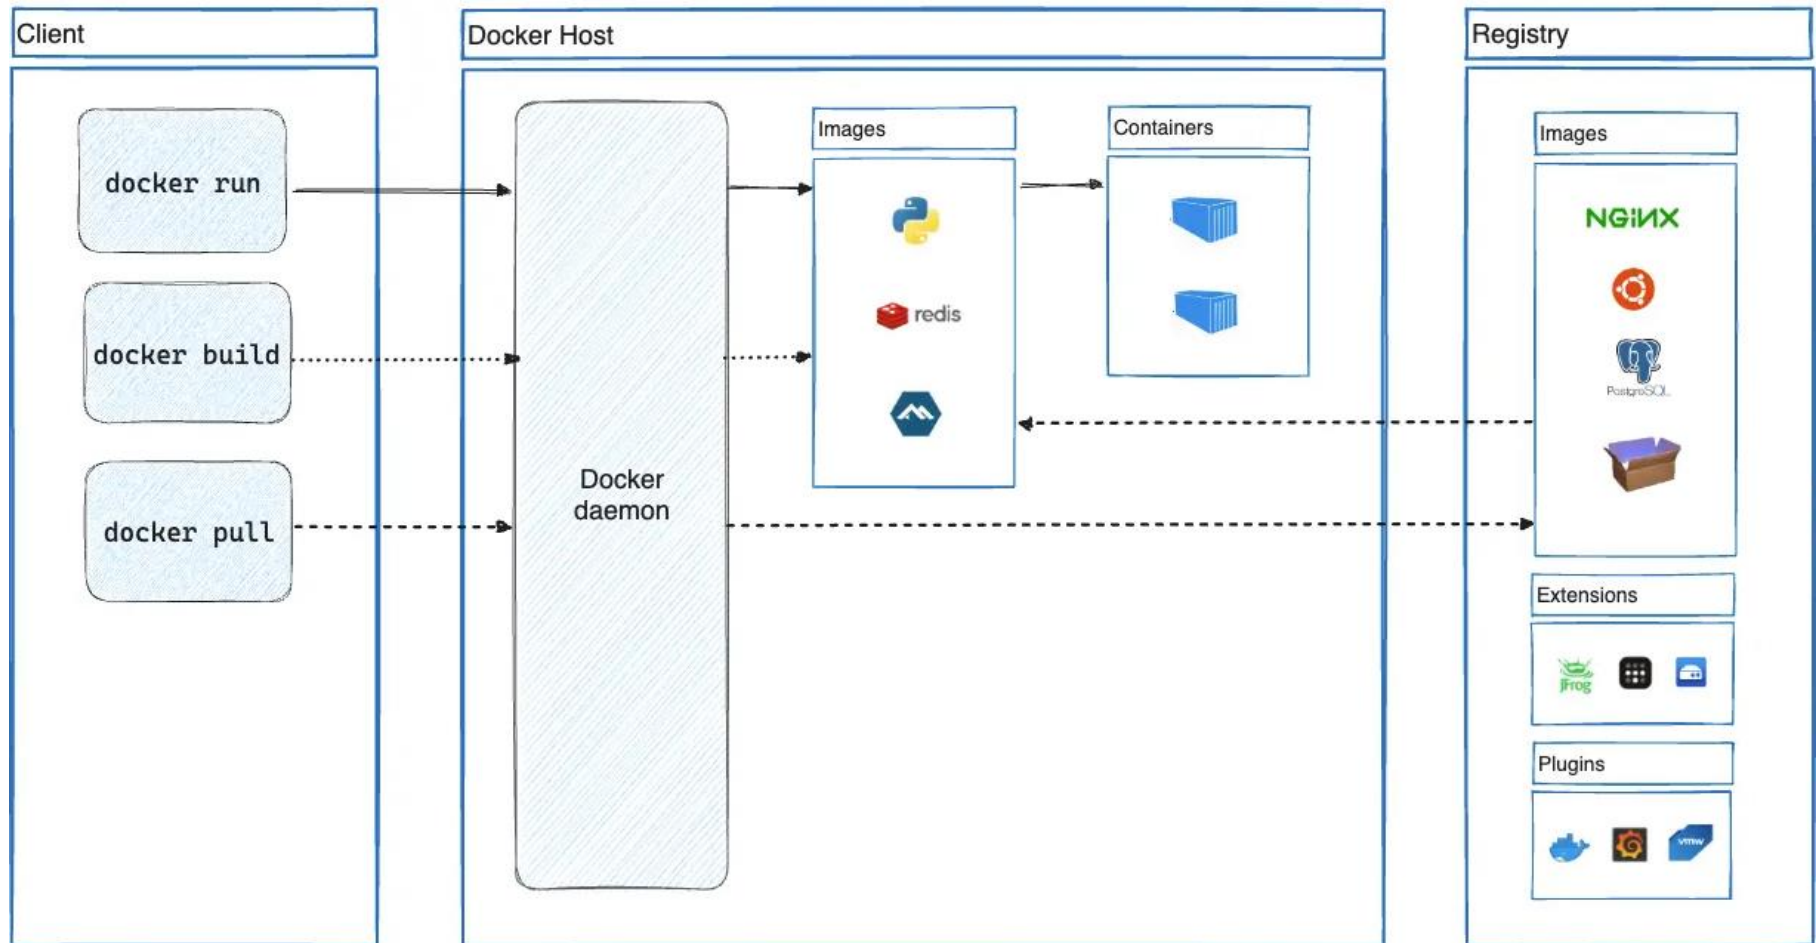 Client
Docker Host
Registry
docker run
docker build
docker pull
Docker
daemon
Images
redis
Containers
Images
NGINX
PostgreSQL
Extensions
JFrog
Plugins
vmw